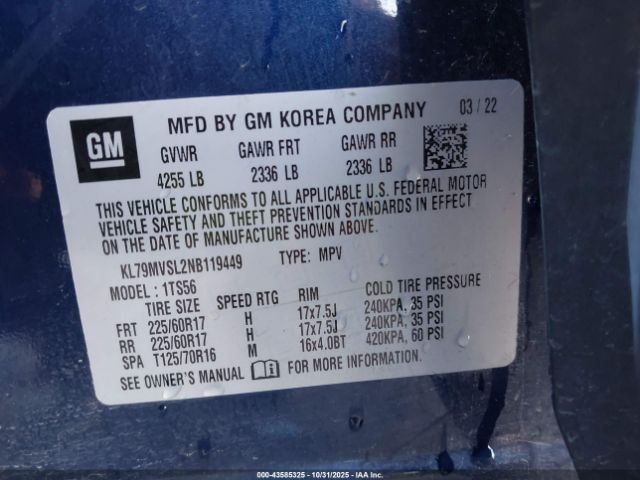 GM
MFD BY GM KOREA COMPANY 03 / 22
GVWR GAWR FRT GAWR RR
4255 LB 2336 LB 2336 LB
THIS VEHICLE CONFORMS TO ALL APPLICABLE U.S. FEDERAL MOTOR
VEHICLE SAFETY AND THEFT PREVENTION STANDARDS IN EFFECT
ON THE DATE OF MANUFACTURE SHOWN ABOVE.
KL79MVSL2NB119449 TYPE: MPV
MODEL : 1TS56
TIRE SIZE SPEED RTG RIM COLD TIRE PRESSURE
FRT 225/60R17 H 17x7.5J 240KPA, 35 PSI
RR 225/60R17 H 17x7.5J 240KPA, 35 PSI
SPA T125/70R16 M 16x4.0BT 420KPA, 60 PSI
SEE OWNER'S MANUAL i FOR MORE INFORMATION.
000-43585325 - 10/31/2025 - IAA Inc.